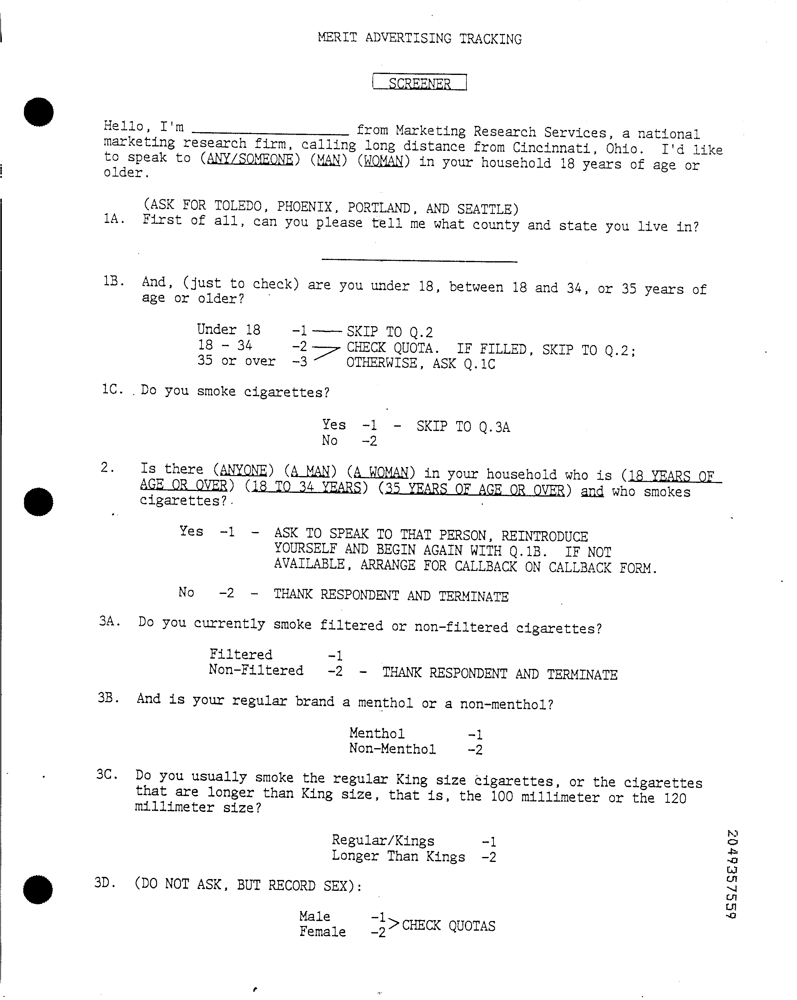 MERIT ADVERTISING TRACKING
SCREENER
Hello, I'm ____________________ from Marketing Research Services, a national
marketing research firm, calling long distance from Cincinnati, Ohio. I'd like
to speak to (ANY/SOMEONE) (MAN) (WOMAN) in your household 18 years of age or
older.
(ASK FOR TOLEDO, PHOENIX, PORTLAND, AND SEATTLE)
1A. First of all, can you please tell me what county and state you live in?
1B. And, (just to check) are you under 18, between 18 and 34, or 35 years of
age or older?
Under 18 -1 — SKIP TO Q.2
18 - 34 -2 CHECK QUOTA. IF FILLED, SKIP TO Q.2;
35 or over -3 OTHERWISE, ASK Q.1C
1C. Do you smoke cigarettes?
Yes -1 - SKIP TO Q.3A
No -2
2. Is there (ANYONE) (A MAN) (A WOMAN) in your household who is (18 YEARS OF
AGE OR OVER) (18 TO 34 YEARS) (35 YEARS OF AGE OR OVER) and who smokes
cigarettes?
Yes -1 - ASK TO SPEAK TO THAT PERSON, REINTRODUCE
YOURSELF AND BEGIN AGAIN WITH Q.1B. IF NOT
AVAILABLE, ARRANGE FOR CALLBACK ON CALLBACK FORM.
No -2 - THANK RESPONDENT AND TERMINATE
3A. Do you currently smoke filtered or non-filtered cigarettes?
Filtered -1
Non-Filtered -2 - THANK RESPONDENT AND TERMINATE
3B. And is your regular brand a menthol or a non-menthol?
Menthol -1
Non-Menthol -2
3C. Do you usually smoke the regular King size cigarettes, or the cigarettes
that are longer than King size, that is, the 100 millimeter or the 120
millimeter size?
Regular/Kings -1
Longer Than Kings -2
3D. (DO NOT ASK, BUT RECORD SEX):
Male -1
Female -2 > CHECK QUOTAS
2049357559